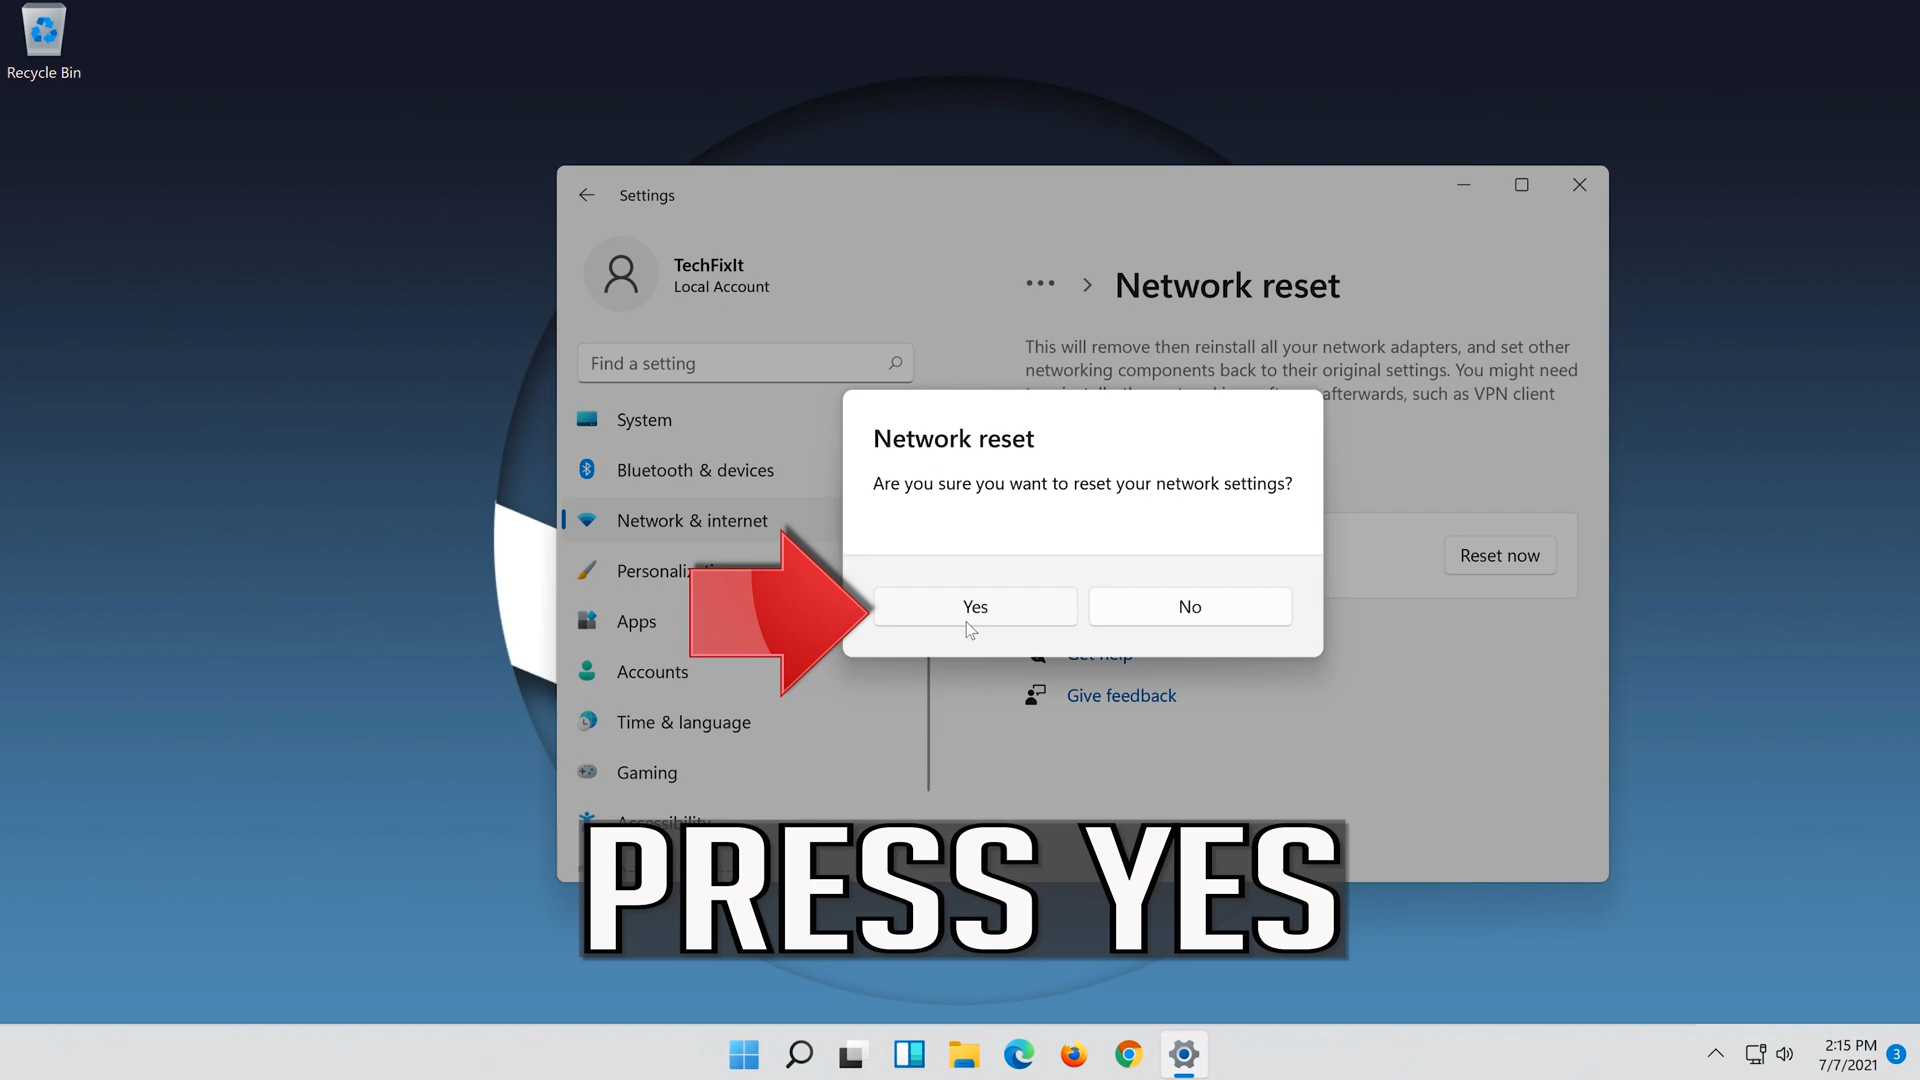 Recycle Bin
Settings
TechFixIt
Local Account
Find a setting
System
Bluetooth & devices
Network & internet
Apps
Accounts
Time & language
Gaming
Accessibility
Network reset
This will remove then reinstall all your network adapters, and set other
networking components back to their original settings. You might need
afterwards, such as VPN client
Reset now
Give feedback
Network reset
Are you sure you want to reset your network settings?
Yes
No
PRESS YES
2:15 PM
7/7/2021
3